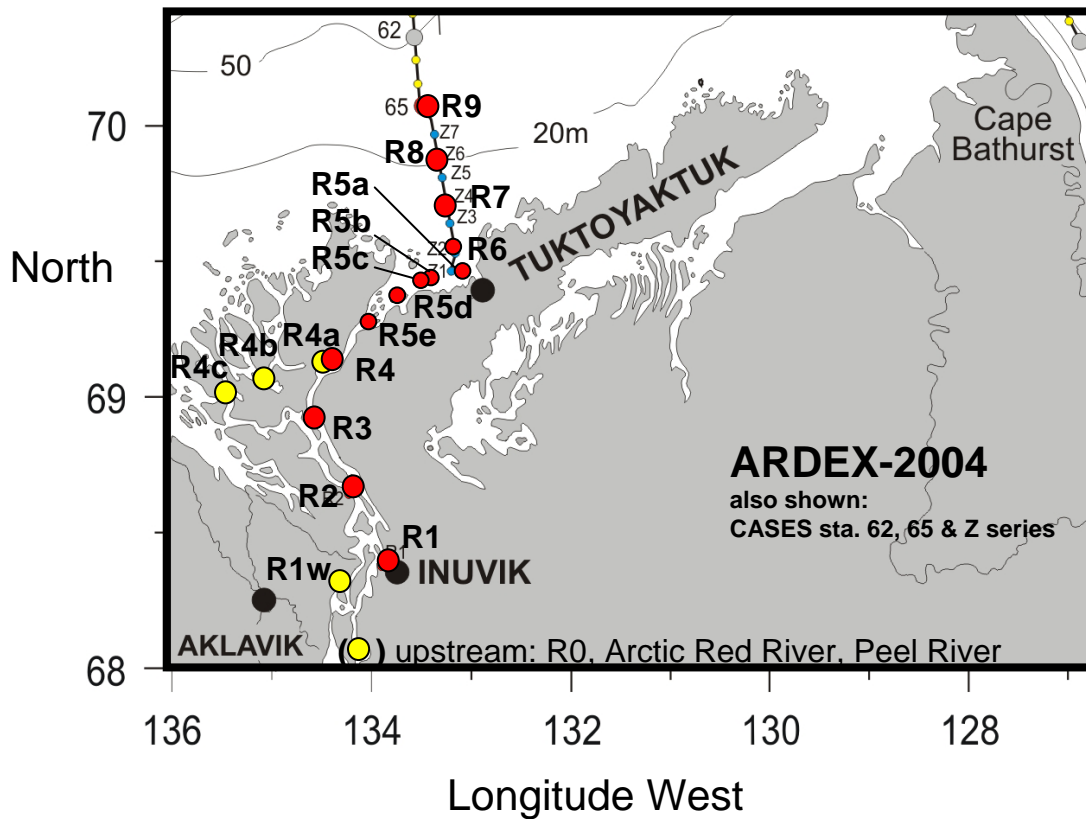 62
50
65
R9
70
Z7
20m
Cape
Bathurst
R8
Z6
Z5
R5a
Z4
R7
R5b
Z3
TUKTOYAKTUK
R5c
Z2
R6
North
Z1
R5d
R4a
R5e
R4b
R4c
R4
69
R3
ARDEX-2004
also shown:
R2
CASES sta. 62, 65 & Z series
R1
R1w
INUVIK
AKLAVIK
( ) upstream: R0, Arctic Red River, Peel River
68
136 134 132 130 128
Longitude West